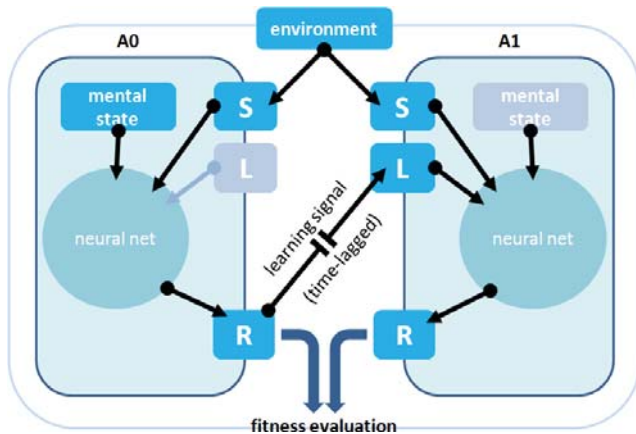 environment
A0
A1
mental
state
S
S
mental
state
L
L
neural net
learning signal
(time-lagged)
neural net
R
R
fitness evaluation